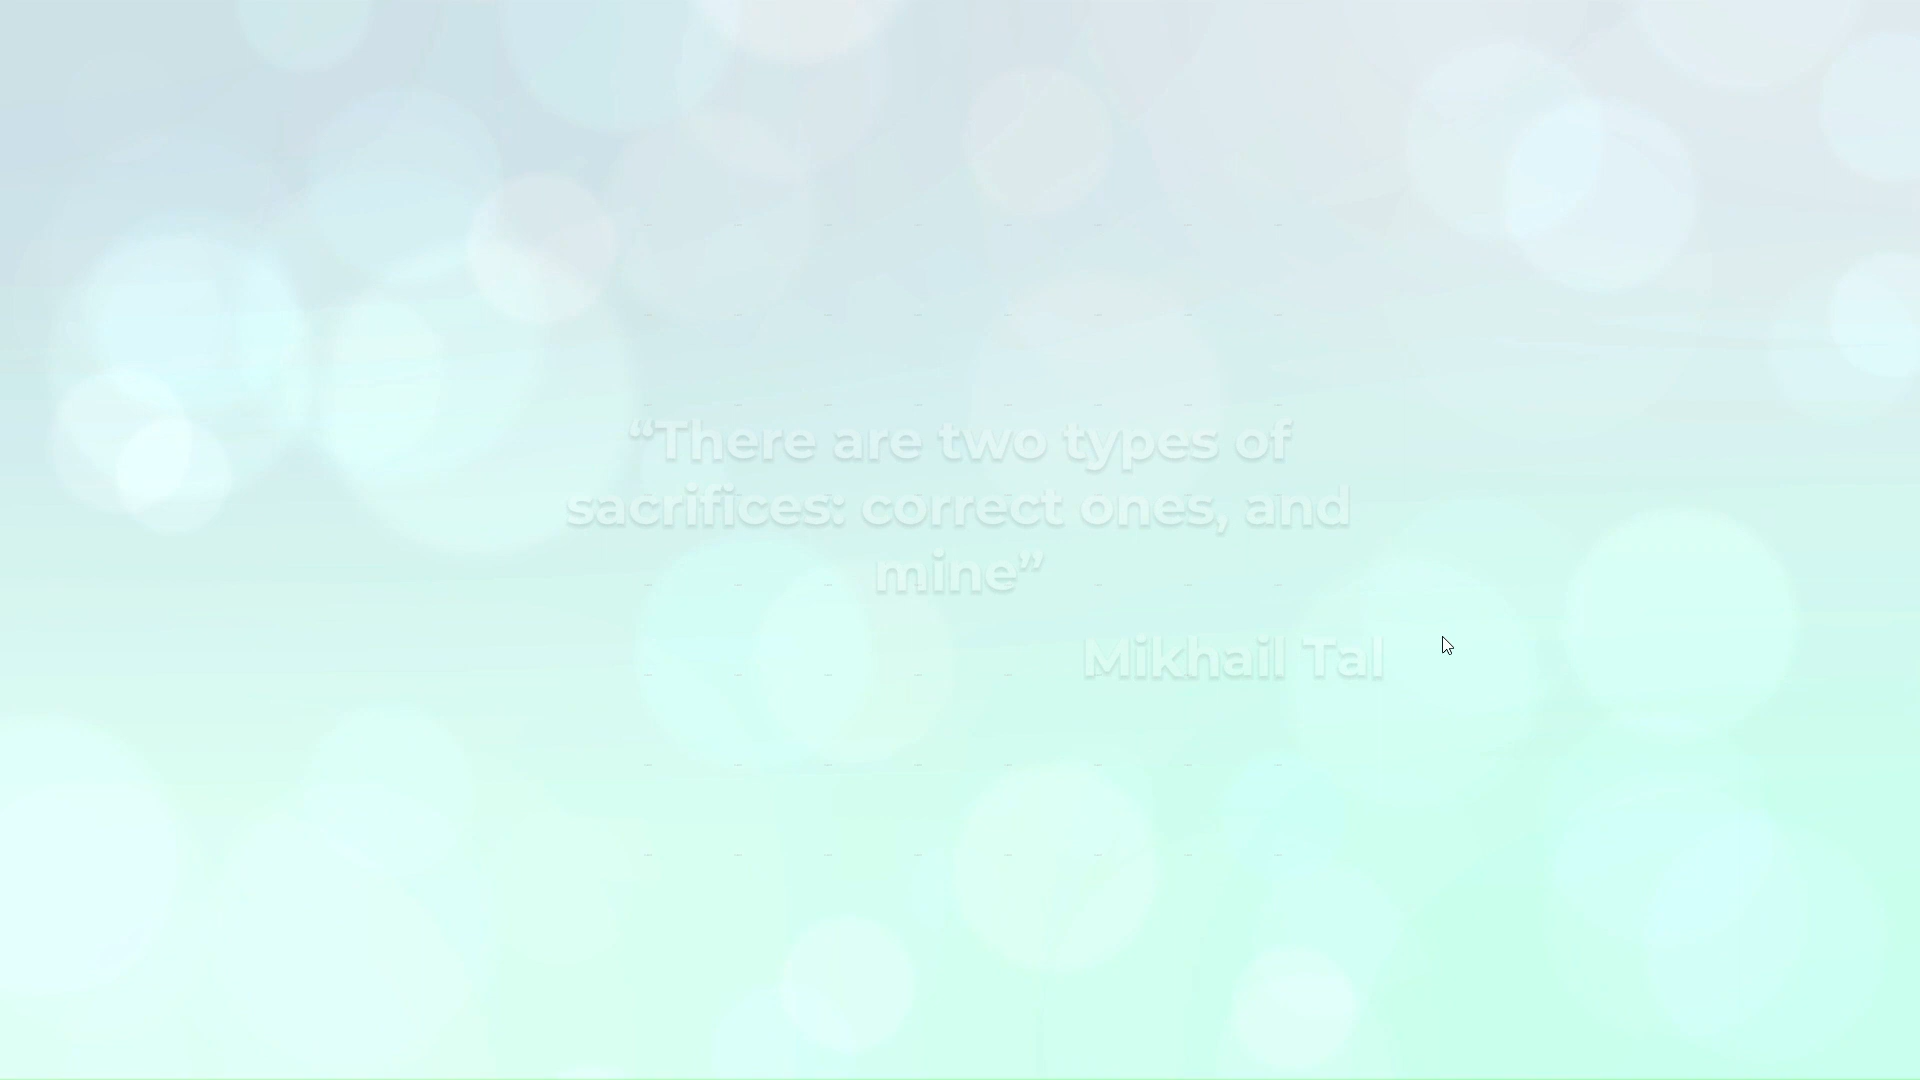 “There are two types of
sacrifices: correct ones, and
mine”
Mikhail Tal